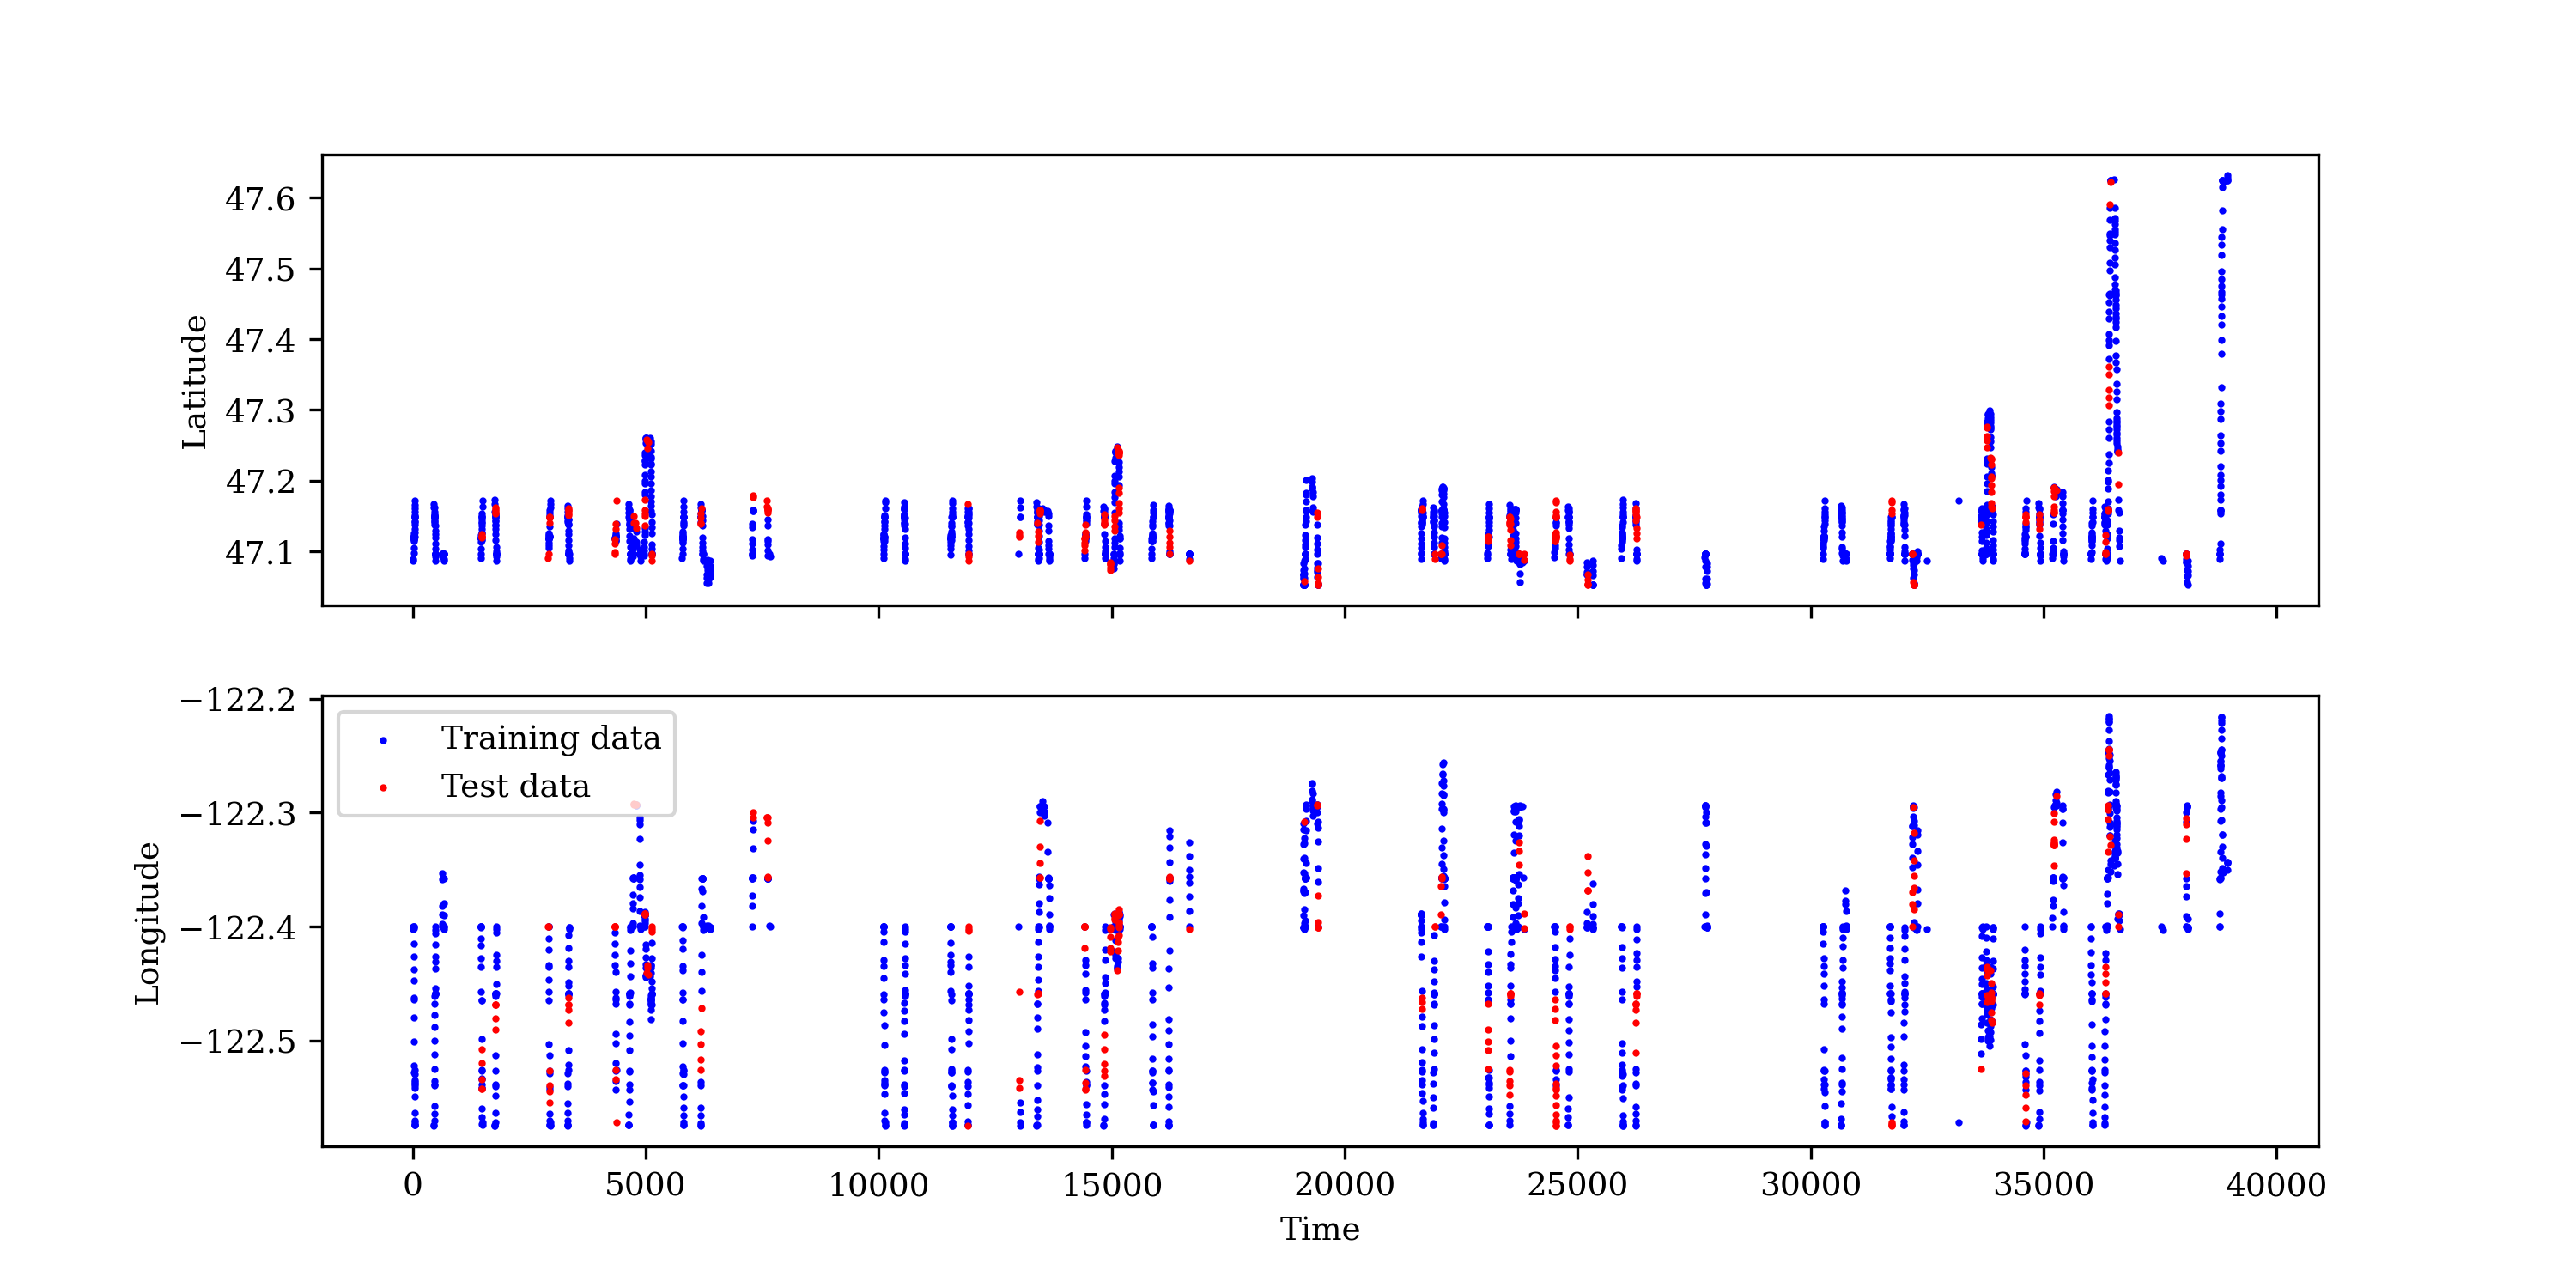 Latitude
47.6
47.5
47.4
47.3
47.2
47.1
Longitude
−122.2
−122.3
−122.4
−122.5
Training data
Test data
0 5000 10000 15000 20000 25000 30000 35000 40000
Time